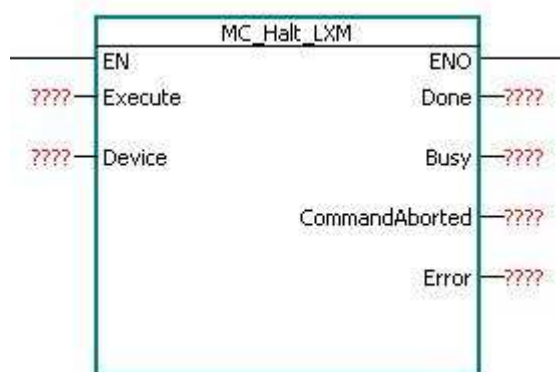 MC_Halt_LXM
EN ENO
???? Execute Done ????
???? Device Busy ????
CommandAborted ????
Error ????